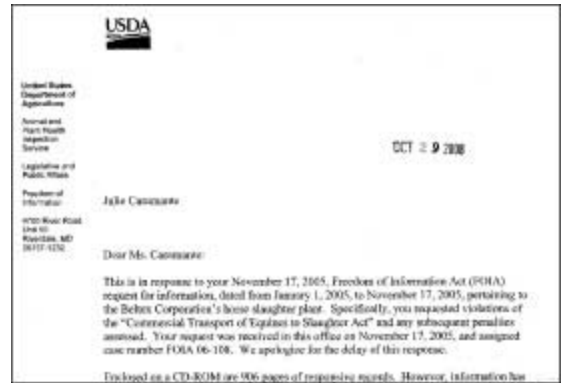 USDA
United States
Department of
Agriculture
Animal and
Plant Health
Inspection
Service
Legislative and
Public Affairs
Freedom of
Information
4700 River Road
Unit 50
Riverdale, MD
OCT 29 2008
Julie Caramante
Dear Ms. Caramante:
This is in response to your November 17, 2005, Freedom of Information Act (FOIA)
request for information, dated from January 1, 2005, to November 17, 2005, pertaining to
the Beltex Corporation's horse slaughter plant. Specifically, you requested violations of
the "Commercial Transport of Equines to Slaughter Act" and any subsequent penalties
assessed. Your request was received in this office on November 17, 2005, and assigned
case number FOIA 06-108. We apologize for the delay of this response.
Enclosed on a CD-ROM are 906 pages of responsive records. However, information has